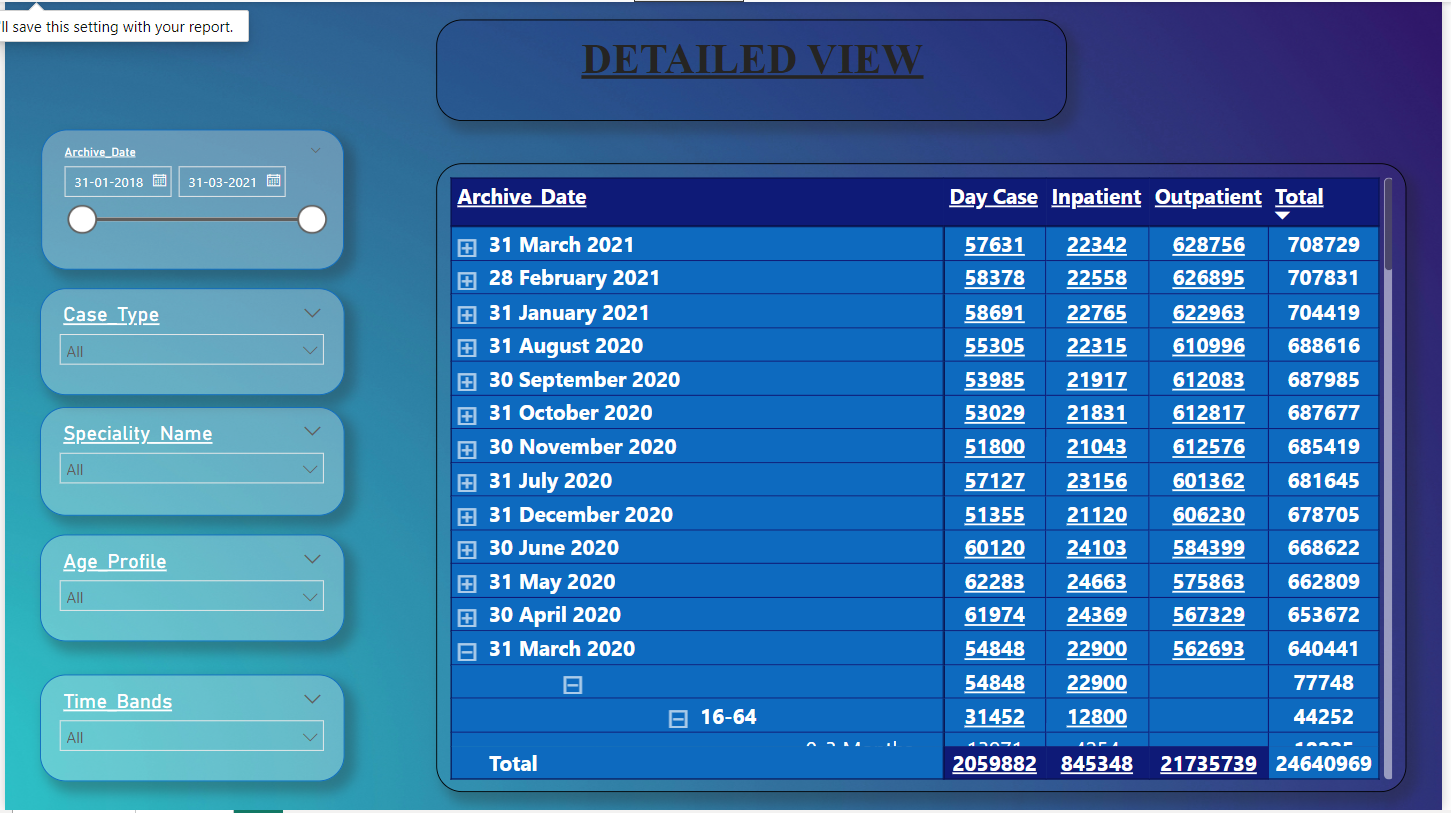 'll save this setting with your report.
DETAILED VIEW
Archive_Date
31-01-2018 31-03-2021
Case_Type
All
Speciality_Name
All
Age_Profile
All
Time_Bands
All
Archive_Date Day Case Inpatient Outpatient Total
31 March 2021 57631 22342 628756 708729
28 February 2021 58378 22558 626895 707831
31 January 2021 58691 22765 622963 704419
31 August 2020 55305 22315 610996 688616
30 September 2020 53985 21917 612083 687985
31 October 2020 53029 21831 612817 687677
30 November 2020 51800 21043 612576 685419
31 July 2020 57127 23156 601362 681645
31 December 2020 51355 21120 606230 678705
30 June 2020 60120 24103 584399 668622
31 May 2020 62283 24663 575863 662809
30 April 2020 61974 24369 567329 653672
31 March 2020 54848 22900 562693 640441
54848 22900 77748
16-64 31452 12800 44252
Total 2059882 845348 21735739 24640969